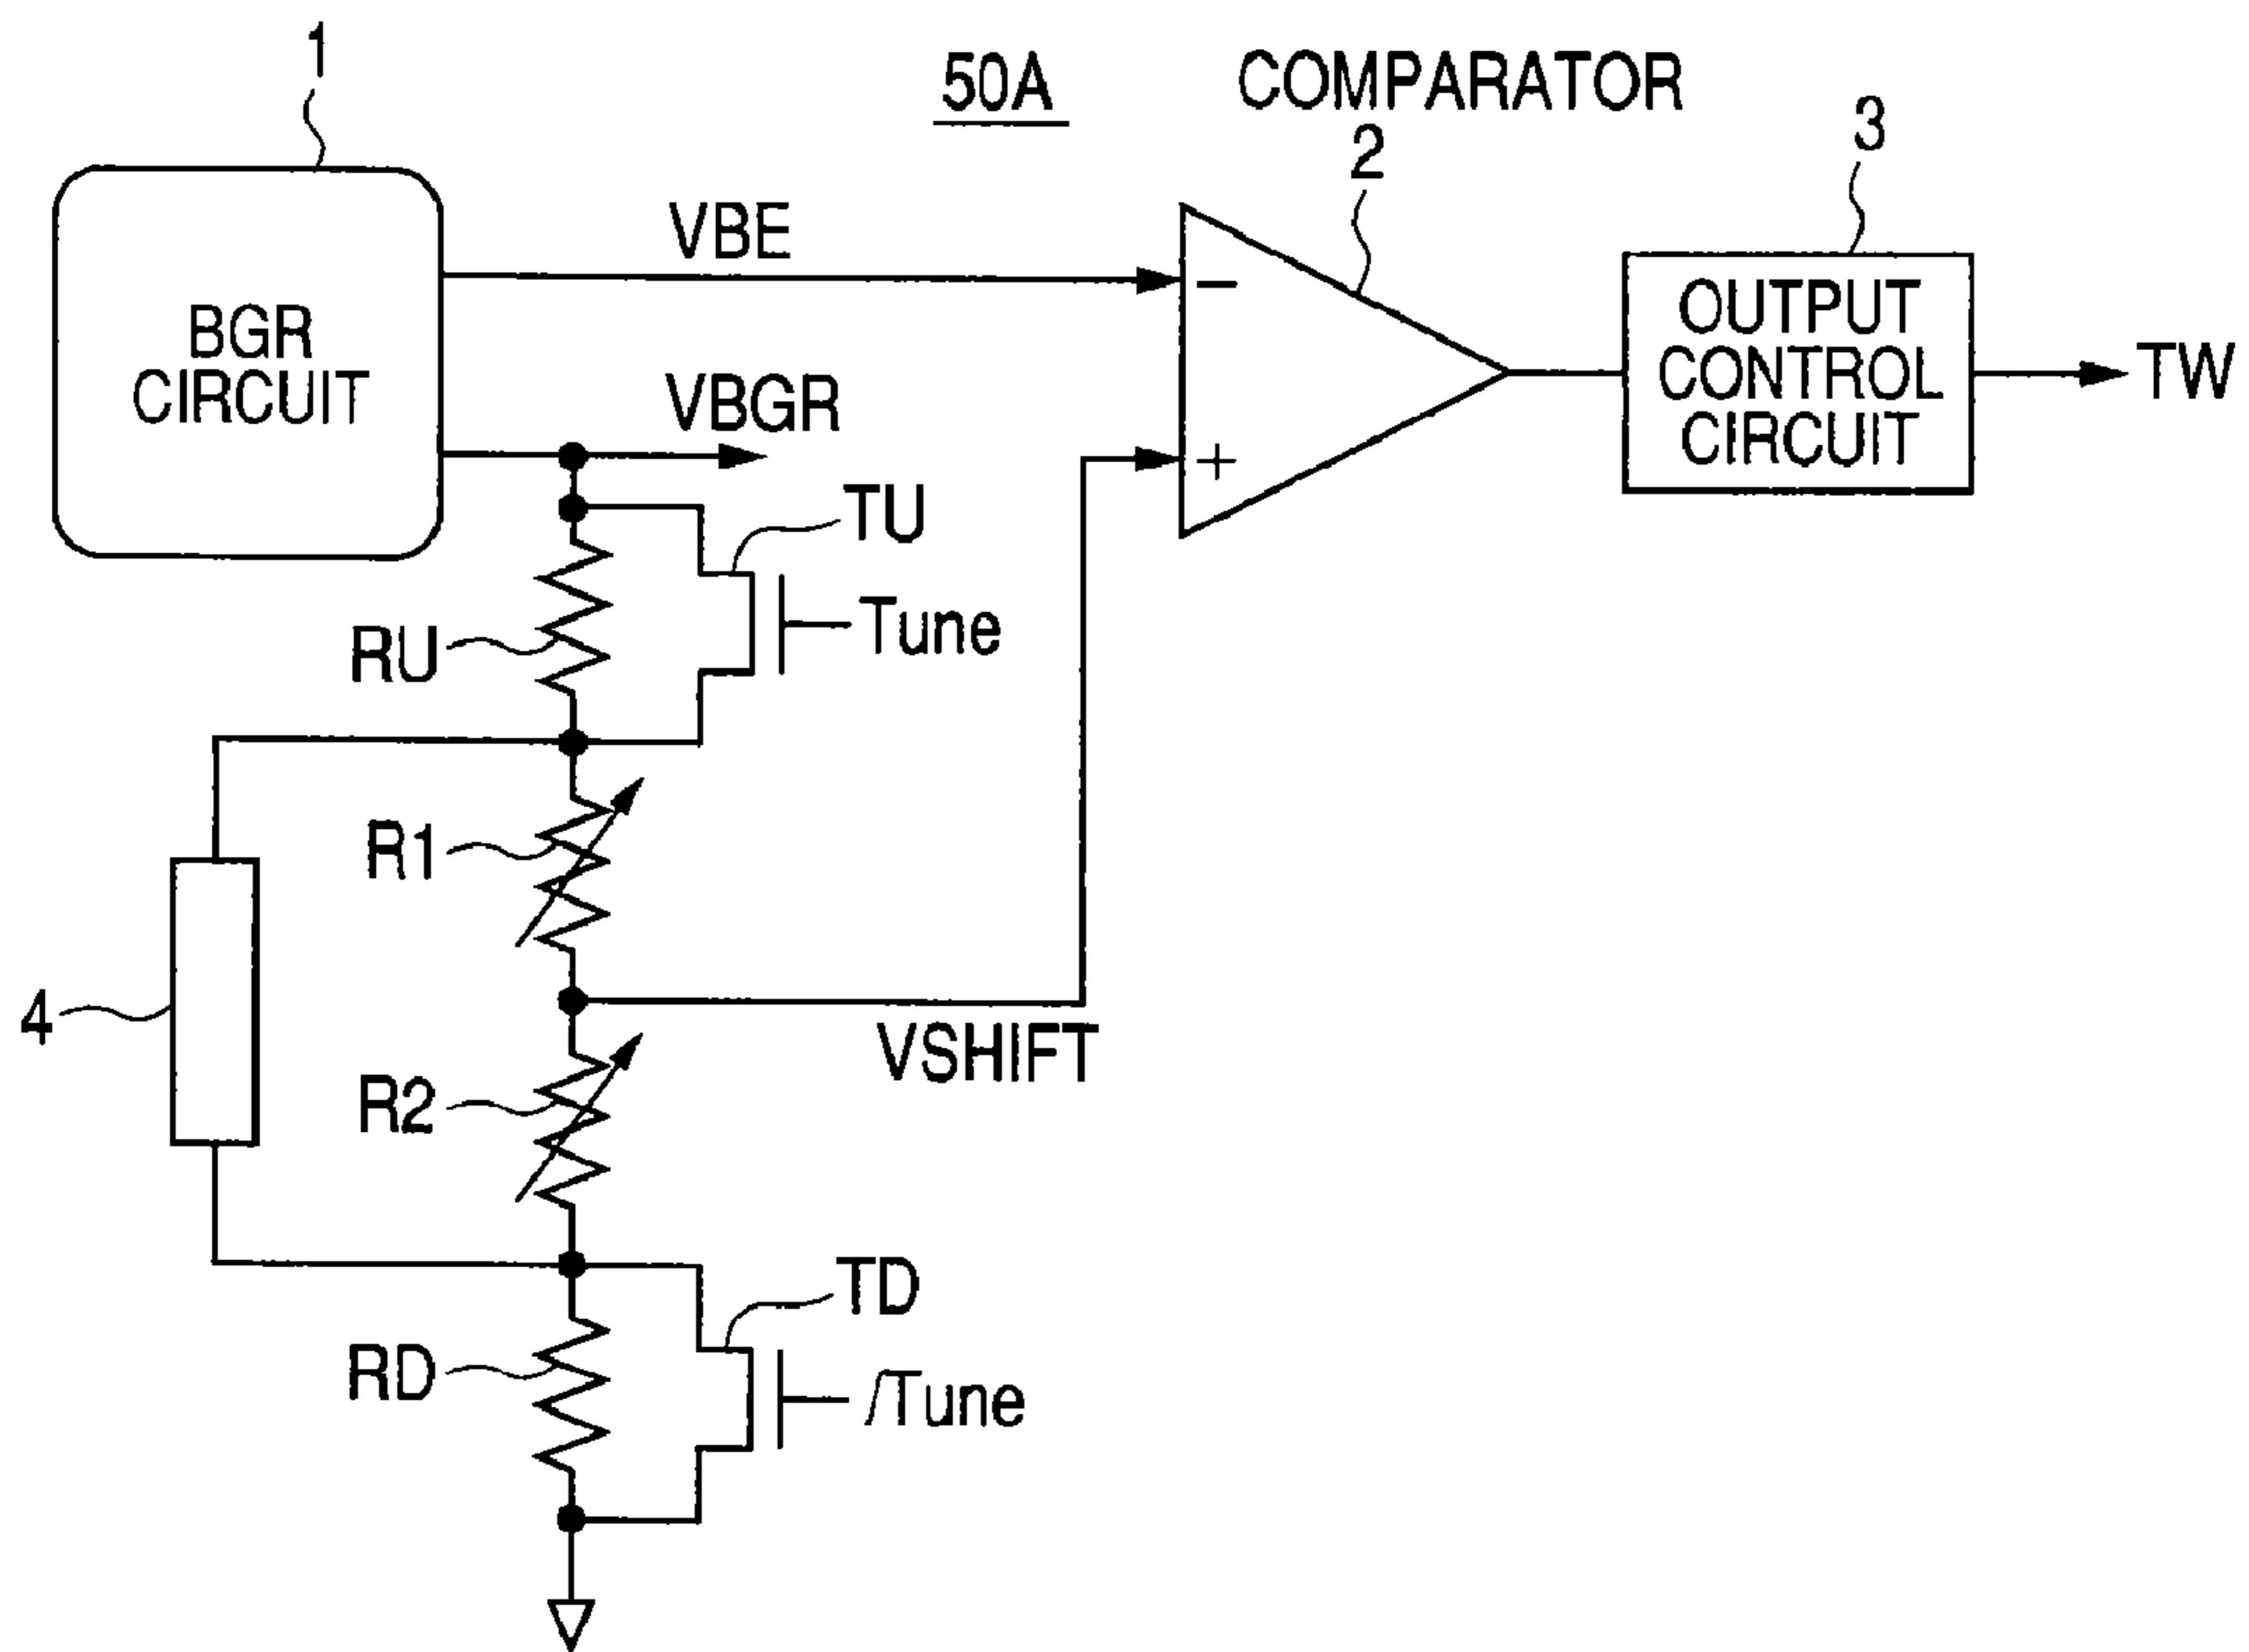 1
50A
COMPARATOR
2
3
BGR
CIRCUIT
VBE
VBGR
−
+
OUTPUT
CONTROL
CIRCUIT
TW
TU
Tune
RU
R1
4
VSHIFT
R2
TD
RD
/Tune